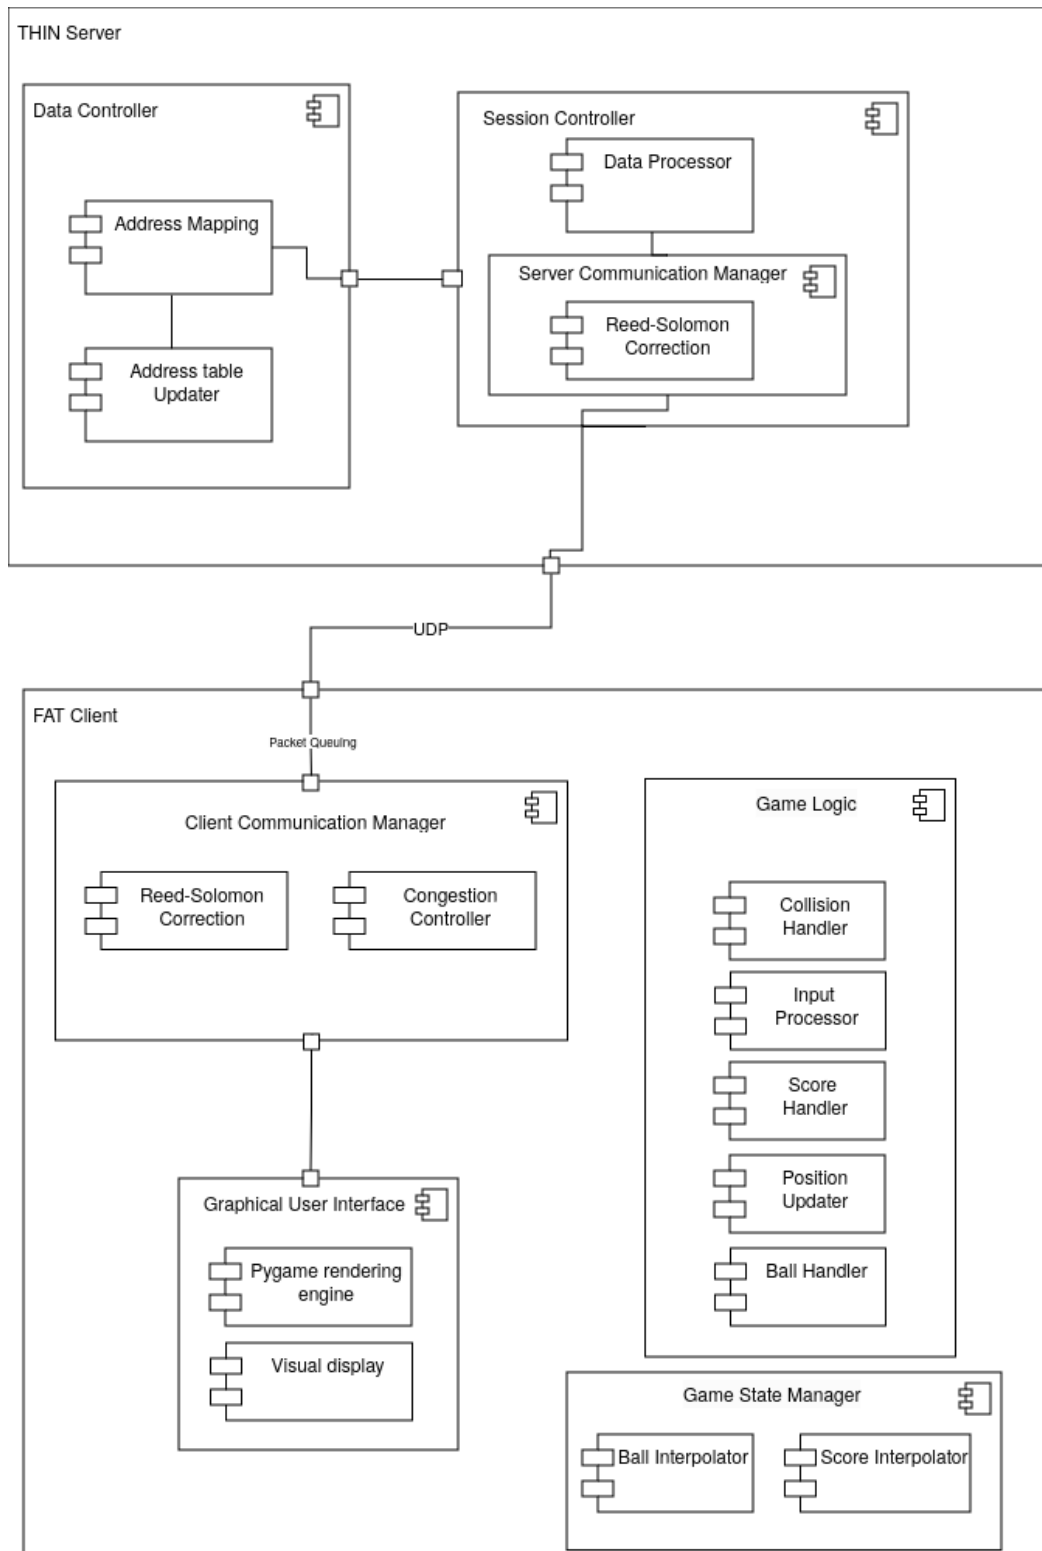 THIN Server
Data Controller
Address Mapping
Address table
Updater
Session Controller
Data Processor
Server Communication Manager
Reed-Solomon
Correction
UDP
FAT Client
Packet Queuing
Client Communication Manager
Reed-Solomon
Correction
Congestion
Controller
Graphical User Interface
Pygame rendering
engine
Visual display
Game Logic
Collision
Handler
Input
Processor
Score
Handler
Position
Updater
Ball Handler
Game State Manager
Ball Interpolator
Score Interpolator